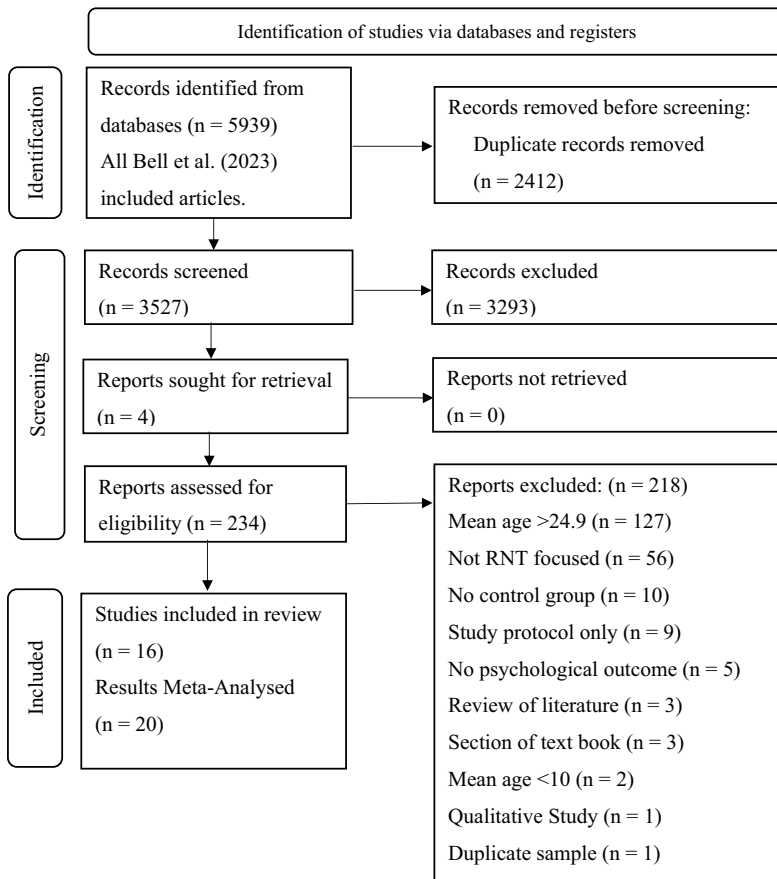 Identification of studies via databases and registers
Identification
Records identified from
databases (n = 5939)
All Bell et al. (2023)
included articles.
Records removed before screening:
Duplicate records removed
(n = 2412)
Screening
Records screened
(n = 3527)
Records excluded
(n = 3293)
Reports sought for retrieval
(n = 4)
Reports not retrieved
(n = 0)
Reports assessed for
eligibility (n = 234)
Reports excluded: (n = 218)
Mean age >24.9 (n = 127)
Not RNT focused (n = 56)
No control group (n = 10)
Study protocol only (n = 9)
No psychological outcome (n = 5)
Review of literature (n = 3)
Section of text book (n = 3)
Mean age <10 (n = 2)
Qualitative Study (n = 1)
Duplicate sample (n = 1)
Included
Studies included in review
(n = 16)
Results Meta-Analysed
(n = 20)